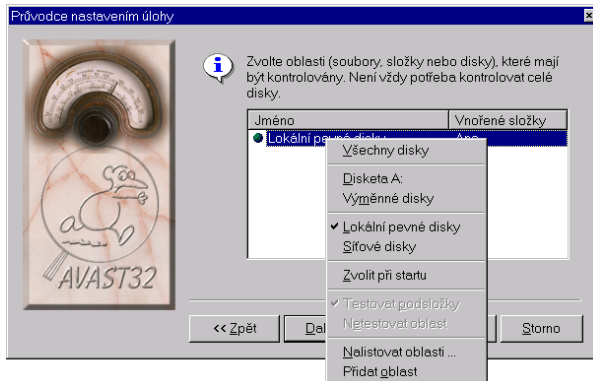 Průvodce nastavením úlohy
Zvolte oblasti (soubory, složky nebo disky), které mají
být kontrolovány. Není vždy potřeba kontrolovat celé
disky.
Jméno Vnořené složky
Lokální pevné disky Ano
Všechny disky
Disketa A:
Výměnné disky
Lokální pevné disky
Síťové disky
Zvolit při startu
Testovat podsložky
Netestovat oblast
Nalistovat oblasti ...
Přidat oblast
AVAST32
<< Zpět Dal Storno